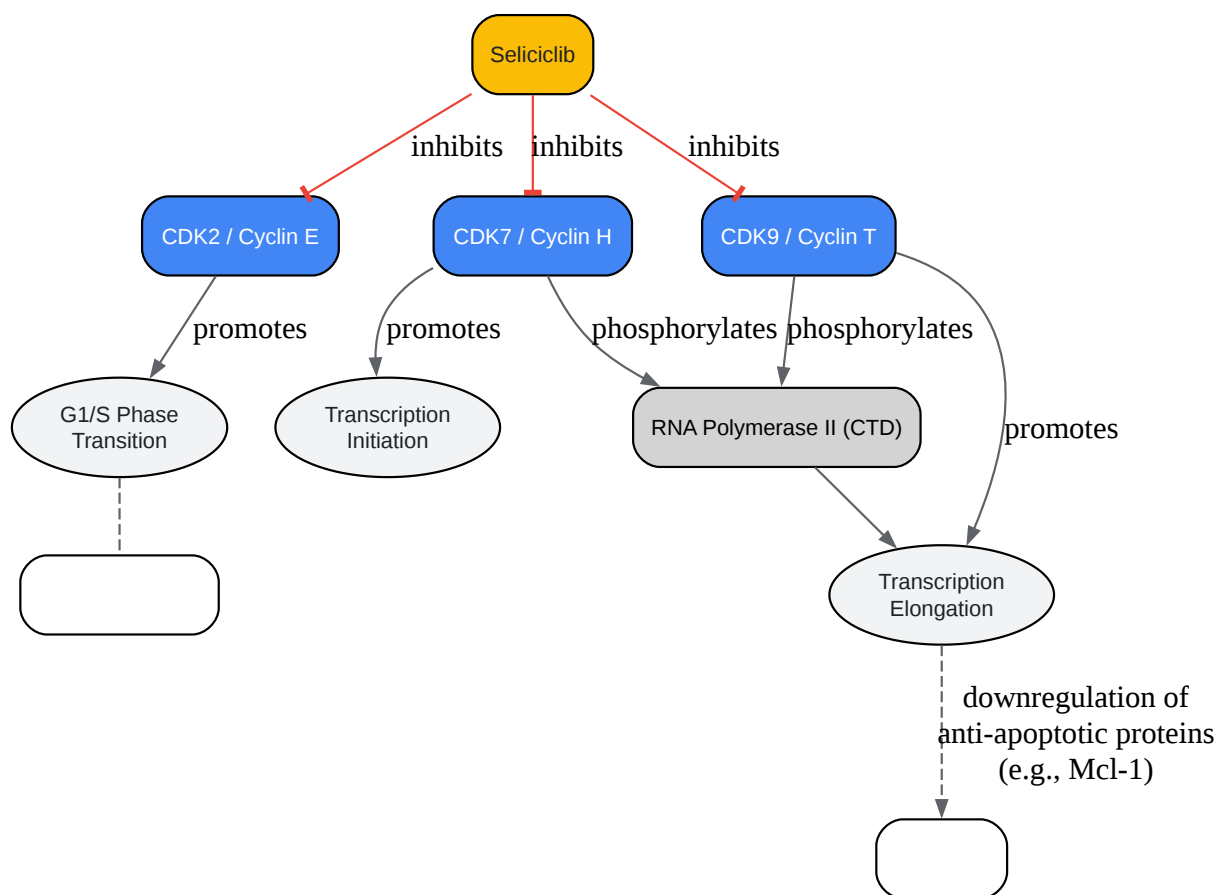 Seliciclib
inhibits
inhibits
inhibits
CDK2 / Cyclin E
CDK7 / Cyclin H
CDK9 / Cyclin T
promotes
promotes
phosphorylates
phosphorylates
G1/S Phase
Transition
Transcription
Initiation
RNA Polymerase II (CTD)
promotes
Transcription
Elongation
downregulation of
anti-apoptotic proteins
(e.g., Mcl-1)